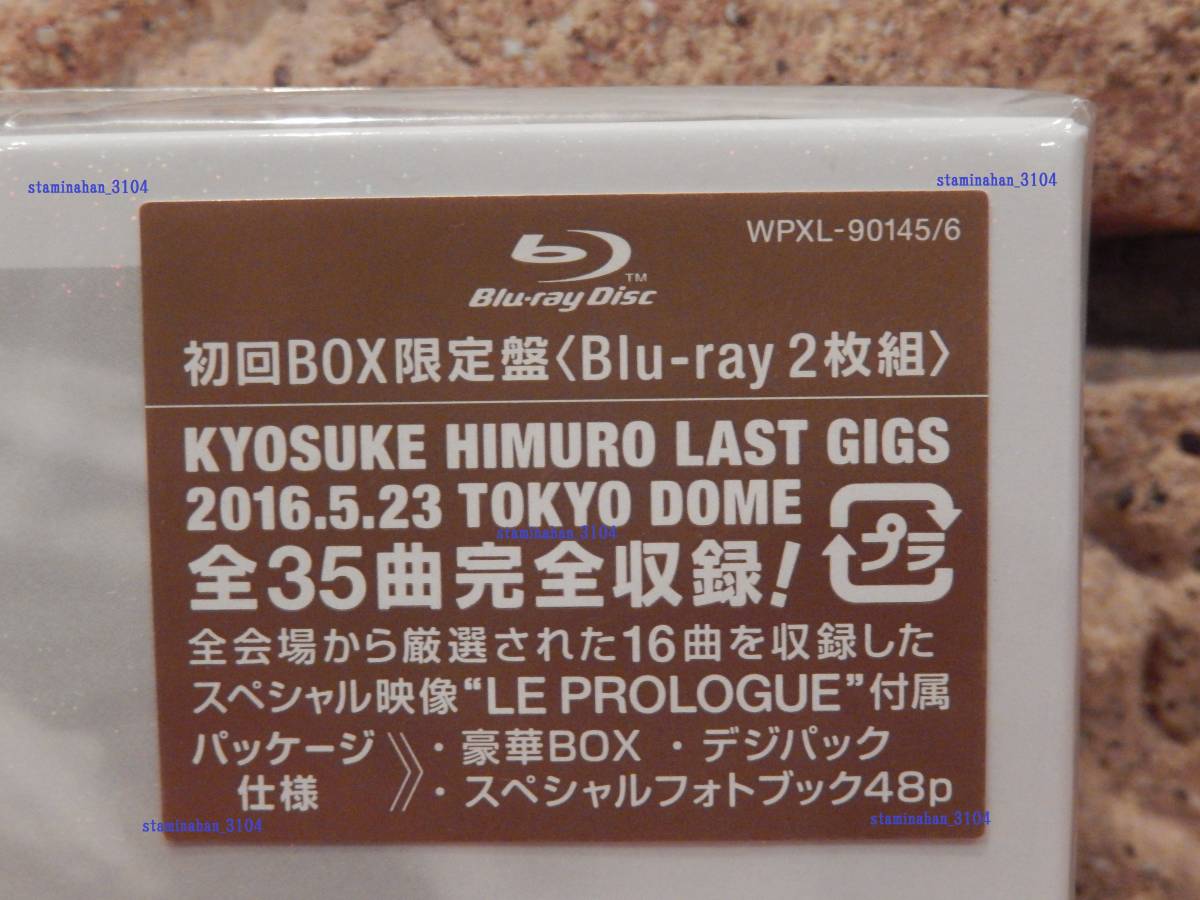 staminahan_3104
staminahan_3104
WPXL-90145/6
Blu-ray Disc™
初回BOX限定盤〈Blu-ray 2枚組〉
KYOSUKE HIMURO LAST GIGS
2016.5.23 TOKYO DOME
staminahan_3104
全35曲完全収録!
プラ
全会場から厳選された16曲を収録した
スペシャル映像“LE PROLOGUE”付属
パッケージ仕様 》・豪華BOX ・デジパック
・スペシャルフォトブック48p
staminahan_3104
staminahan_3104